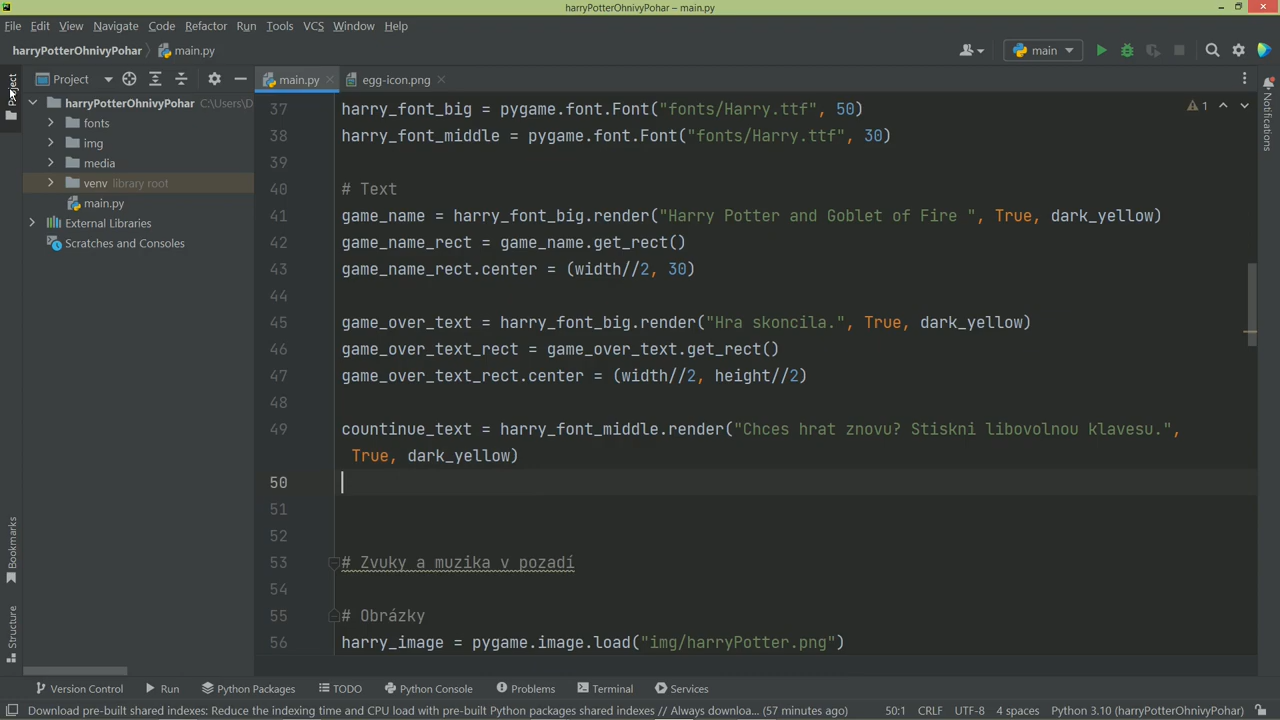 harryPotterOhnivyPohar – main.py
File Edit View Navigate Code Refactor Run Tools VCS Window Help
harryPotterOhnivyPohar main.py main
Project Project main.py egg-icon.png
harryPotterOhnivyPohar C:\Users\D
fonts
img
media
venv library root
main.py
External Libraries
Scratches and Consoles
37 harry_font_big = pygame.font.Font("fonts/Harry.ttf", 50)
1
38 harry_font_middle = pygame.font.Font("fonts/Harry.ttf", 30)
39
40 # Text
41 game_name = harry_font_big.render("Harry Potter and Goblet of Fire ", True, dark_yellow)
42 game_name_rect = game_name.get_rect()
43 game_name_rect.center = (width//2, 30)
44
45 game_over_text = harry_font_big.render("Hra skoncila.", True, dark_yellow)
46 game_over_text_rect = game_over_text.get_rect()
47 game_over_text_rect.center = (width//2, height//2)
48
49 countinue_text = harry_font_middle.render("Chces hrat znovu? Stiskni libovolnou klavesu.",
True, dark_yellow)
50
51
52
53 # Zvuky a muzika v pozadí
54
55 # Obrázky
56 harry_image = pygame.image.load("img/harryPotter.png")
Notifications
Bookmarks
Structure
Version Control Run Python Packages TODO Python Console Problems Terminal Services
Download pre-built shared indexes: Reduce the indexing time and CPU load with pre-built Python packages shared indexes // Always downloa... (57 minutes ago) 50:1 CRLF UTF-8 4 spaces Python 3.10 (harryPotterOhnivyPohar)